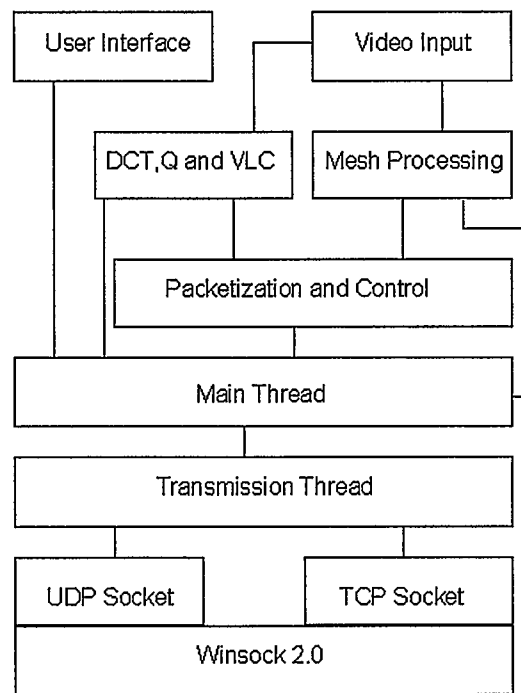 User Interface
Video Input
DCT,Q and VLC
Mesh Processing
Packetization and Control
Main Thread
Transmission Thread
UDP Socket
TCP Socket
Winsock 2.0